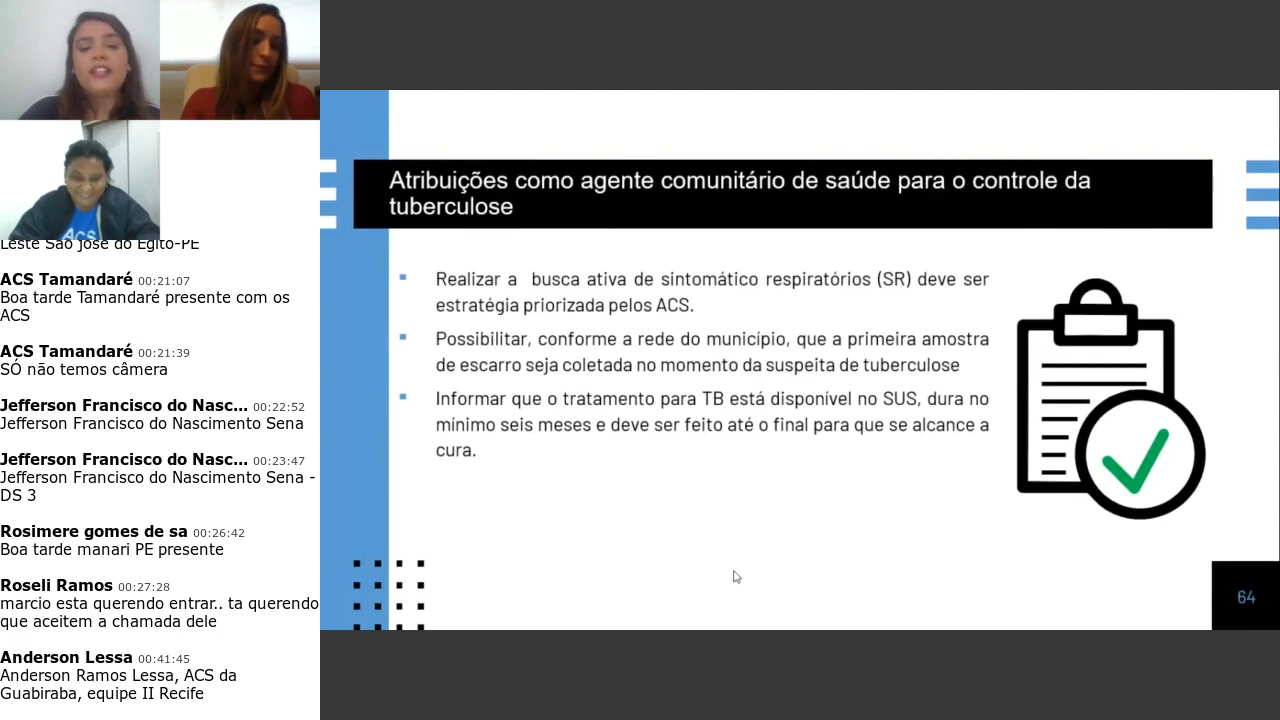 ACS
Leste São José do Egito-PE
ACS Tamandaré 00:21:07
Boa tarde Tamandaré presente com os
ACS
ACS Tamandaré 00:21:39
SÓ não temos câmera
Jefferson Francisco do Nasc... 00:22:52
Jefferson Francisco do Nascimento Sena
Jefferson Francisco do Nasc... 00:23:47
Jefferson Francisco do Nascimento Sena -
DS 3
Rosimere gomes de sa 00:26:42
Boa tarde manari PE presente
Roseli Ramos 00:27:28
marcio esta querendo entrar.. ta querendo
que aceitem a chamada dele
Anderson Lessa 00:41:45
Anderson Ramos Lessa, ACS da
Guabiraba, equipe II Recife
Atribuições como agente comunitário de saúde para o controle da
tuberculose
Realizar a busca ativa de sintomático respiratórios (SR) deve ser
estratégia priorizada pelos ACS.
Possibilitar, conforme a rede do município, que a primeira amostra
de escarro seja coletada no momento da suspeita de tuberculose
Informar que o tratamento para TB está disponível no SUS, dura no
mínimo seis meses e deve ser feito até o final para que se alcance a
cura.
64